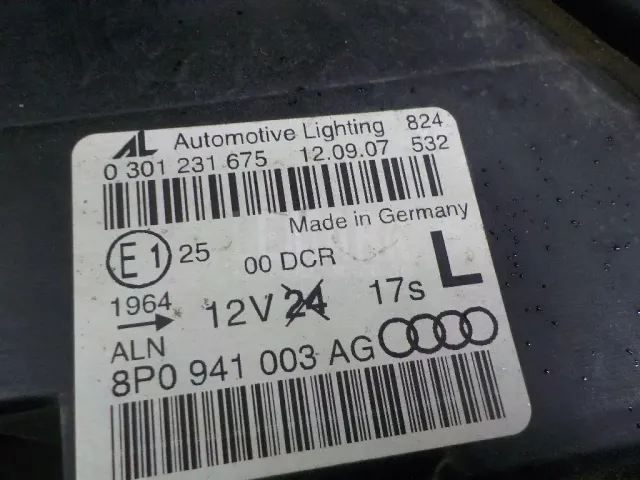 AL Automotive Lighting 824
0 301 231 675 12.09.07 532
Made in Germany
E1 25 00 DCR L
1964 12V 24 17s
ALN
8P0 941 003 AG